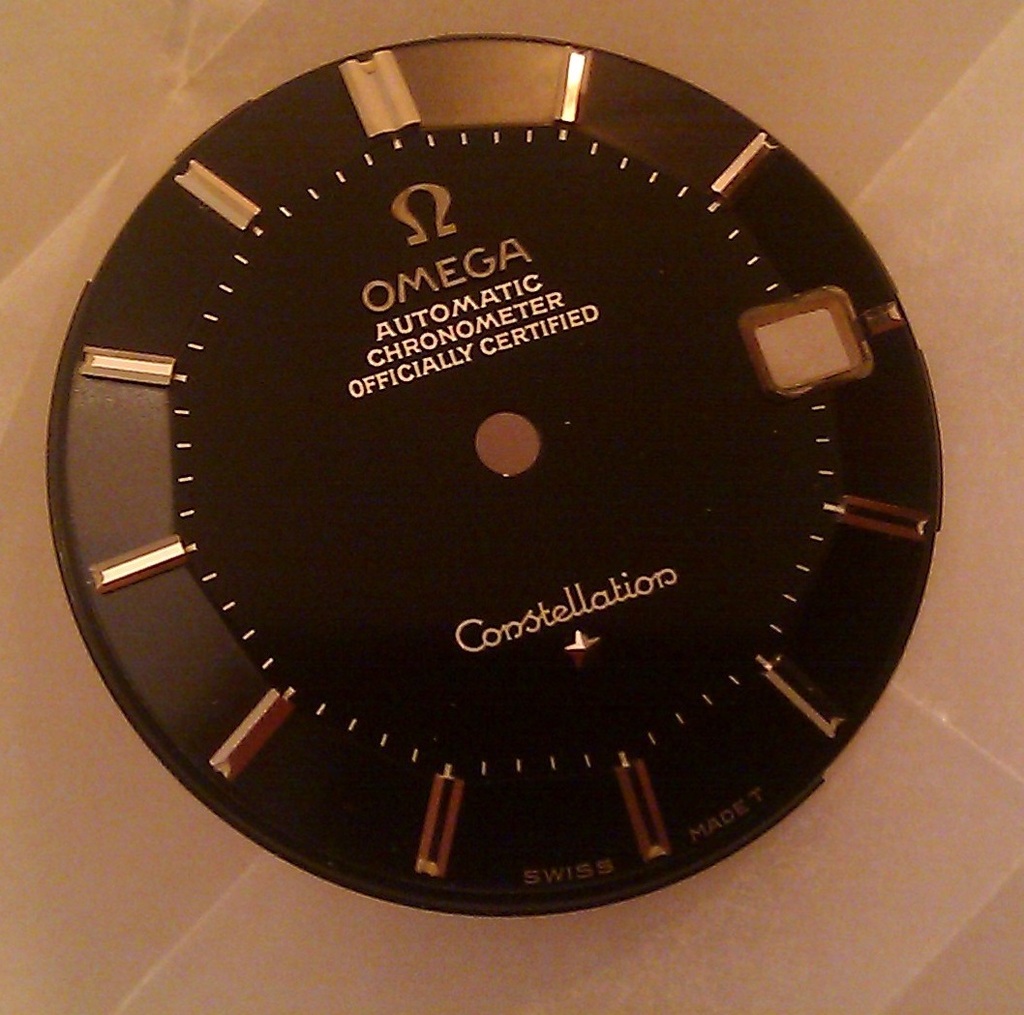 Ω
OMEGA
AUTOMATIC
CHRONOMETER
OFFICIALLY CERTIFIED
Constellation
SWISS MADE T